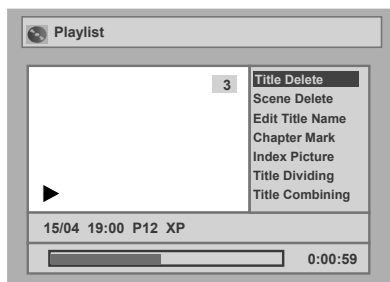 Playlist
3
Title Delete
Scene Delete
Edit Title Name
Chapter Mark
Index Picture
Title Dividing
Title Combining
15/04 19:00 P12 XP
0:00:59